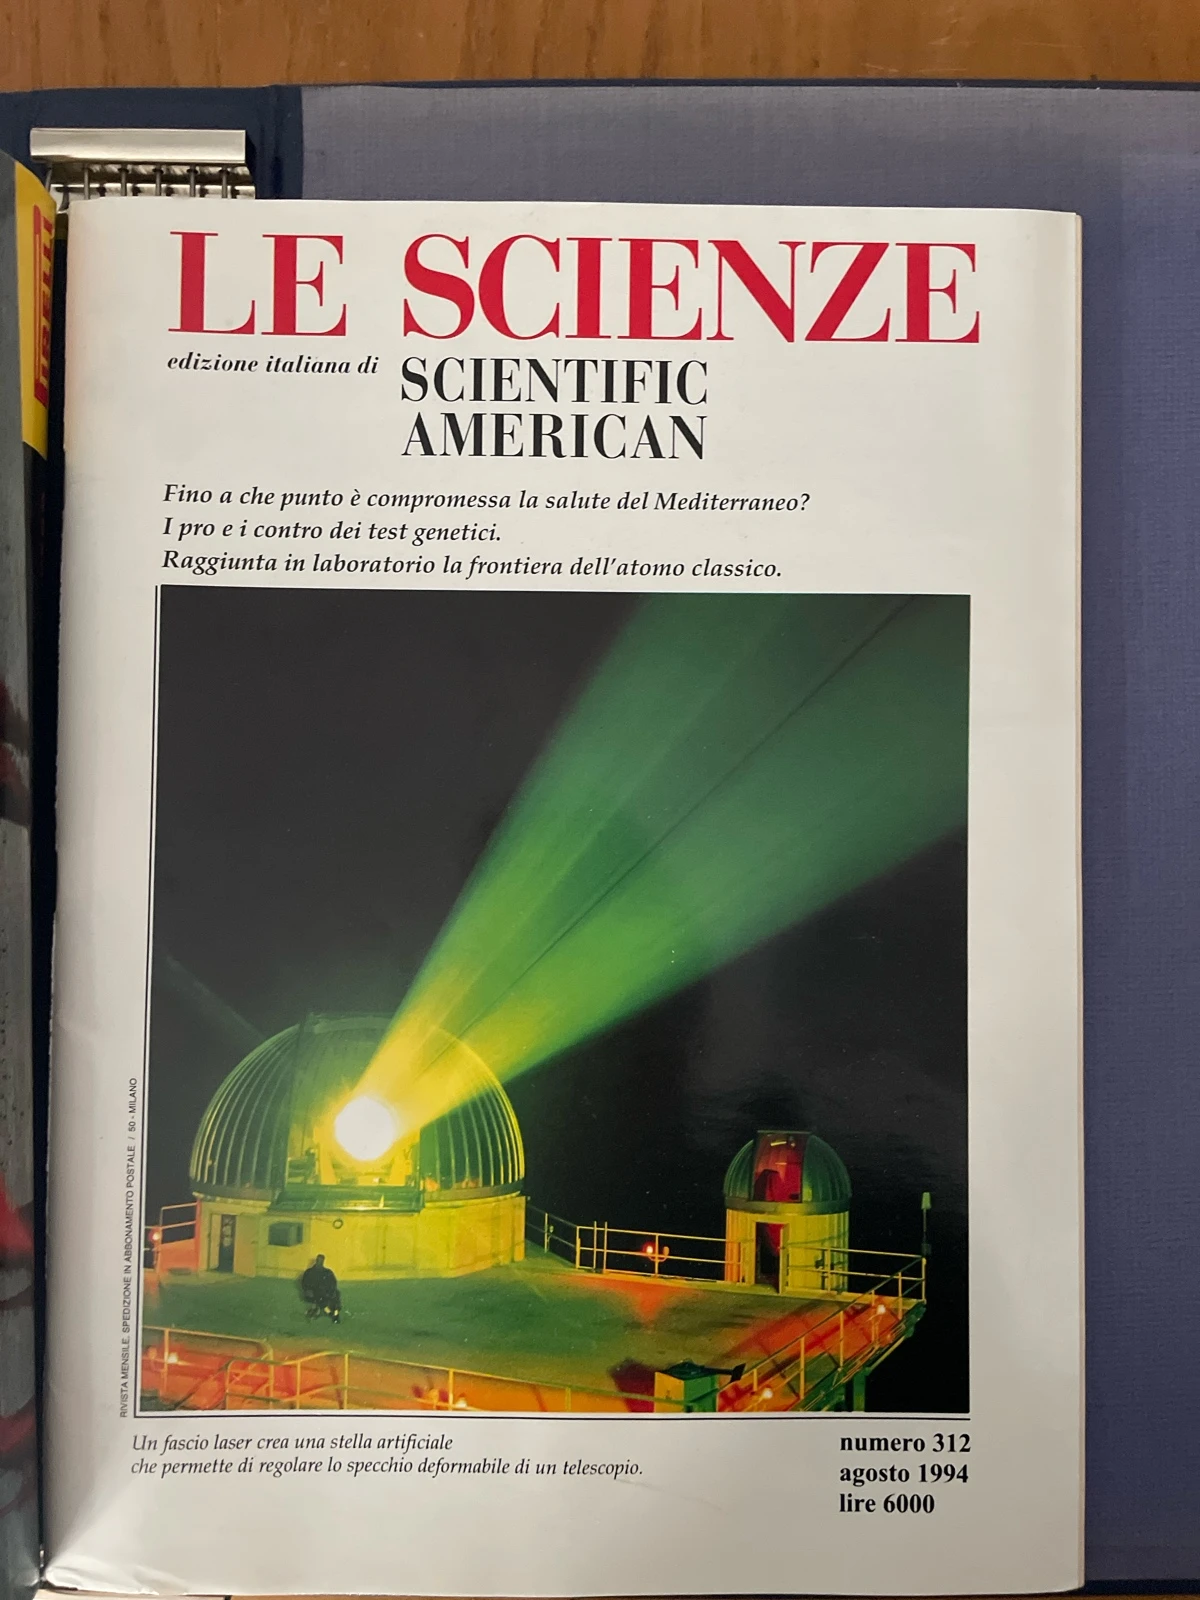 PIRELLI
LE SCIENZE
edizione italiana di
SCIENTIFIC
AMERICAN
Fino a che punto è compromessa la salute del Mediterraneo?
I pro e i contro dei test genetici.
Raggiunta in laboratorio la frontiera dell'atomo classico.
RIVISTA MENSILE, SPEDIZIONE IN ABBONAMENTO POSTALE / 50 - MILANO
Un fascio laser crea una stella artificiale
che permette di regolare lo specchio deformabile di un telescopio.
numero 312
agosto 1994
lire 6000